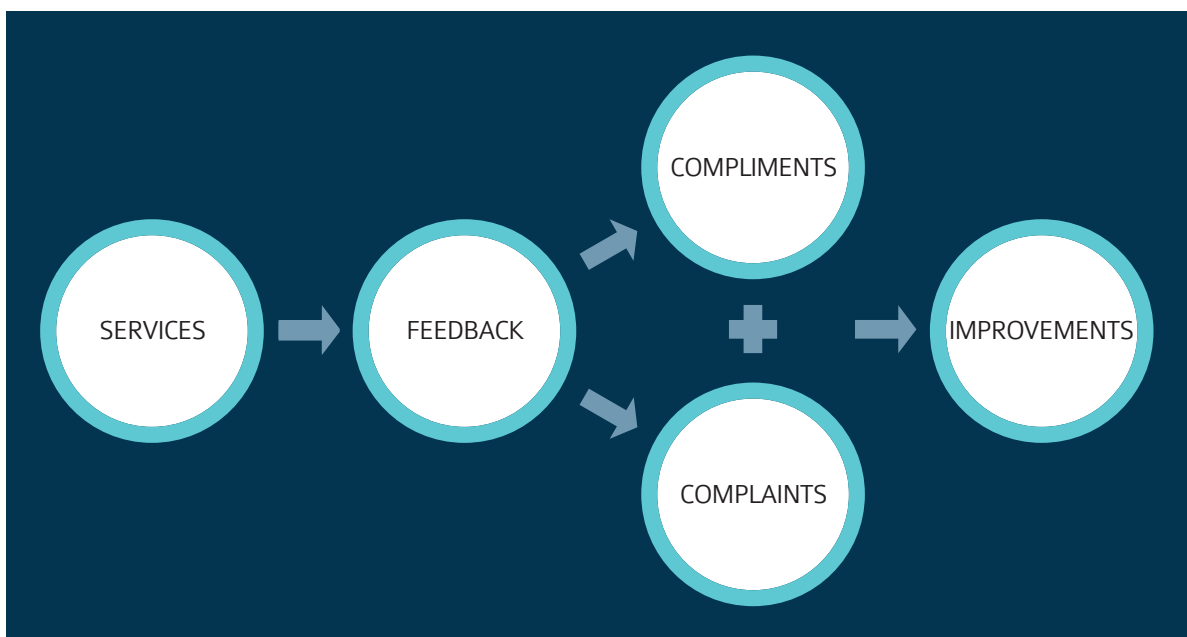 SERVICES
FEEDBACK
COMPLIMENTS
COMPLAINTS
IMPROVEMENTS